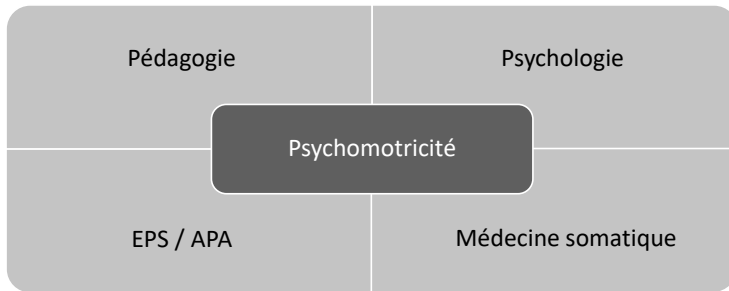 Pédagogie
Psychologie
Psychomotricité
EPS / APA
Médecine somatique